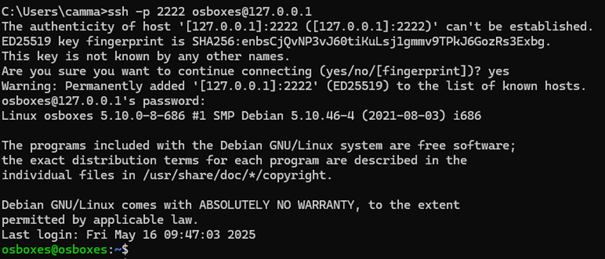 C:\Users\camma>ssh -p 2222 osboxes@127.0.0.1
The authenticity of host '[127.0.0.1]:2222 ([127.0.0.1]:2222)' can't be established.
ED25519 key fingerprint is SHA256:enbsCjQvNP3vJ60tiKuLsj1gmmv9TPkJ6GozRs3Exbg.
This key is not known by any other names.
Are you sure you want to continue connecting (yes/no/[fingerprint])? yes
Warning: Permanently added '[127.0.0.1]:2222' (ED25519) to the list of known hosts.
osboxes@127.0.0.1's password:
Linux osboxes 5.10.0-8-686 #1 SMP Debian 5.10.46-4 (2021-08-03) i686
The programs included with the Debian GNU/Linux system are free software;
the exact distribution terms for each program are described in the
individual files in /usr/share/doc/*/copyright.
Debian GNU/Linux comes with ABSOLUTELY NO WARRANTY, to the extent
permitted by applicable law.
Last login: Fri May 16 09:47:03 2025
osboxes@osboxes:~$